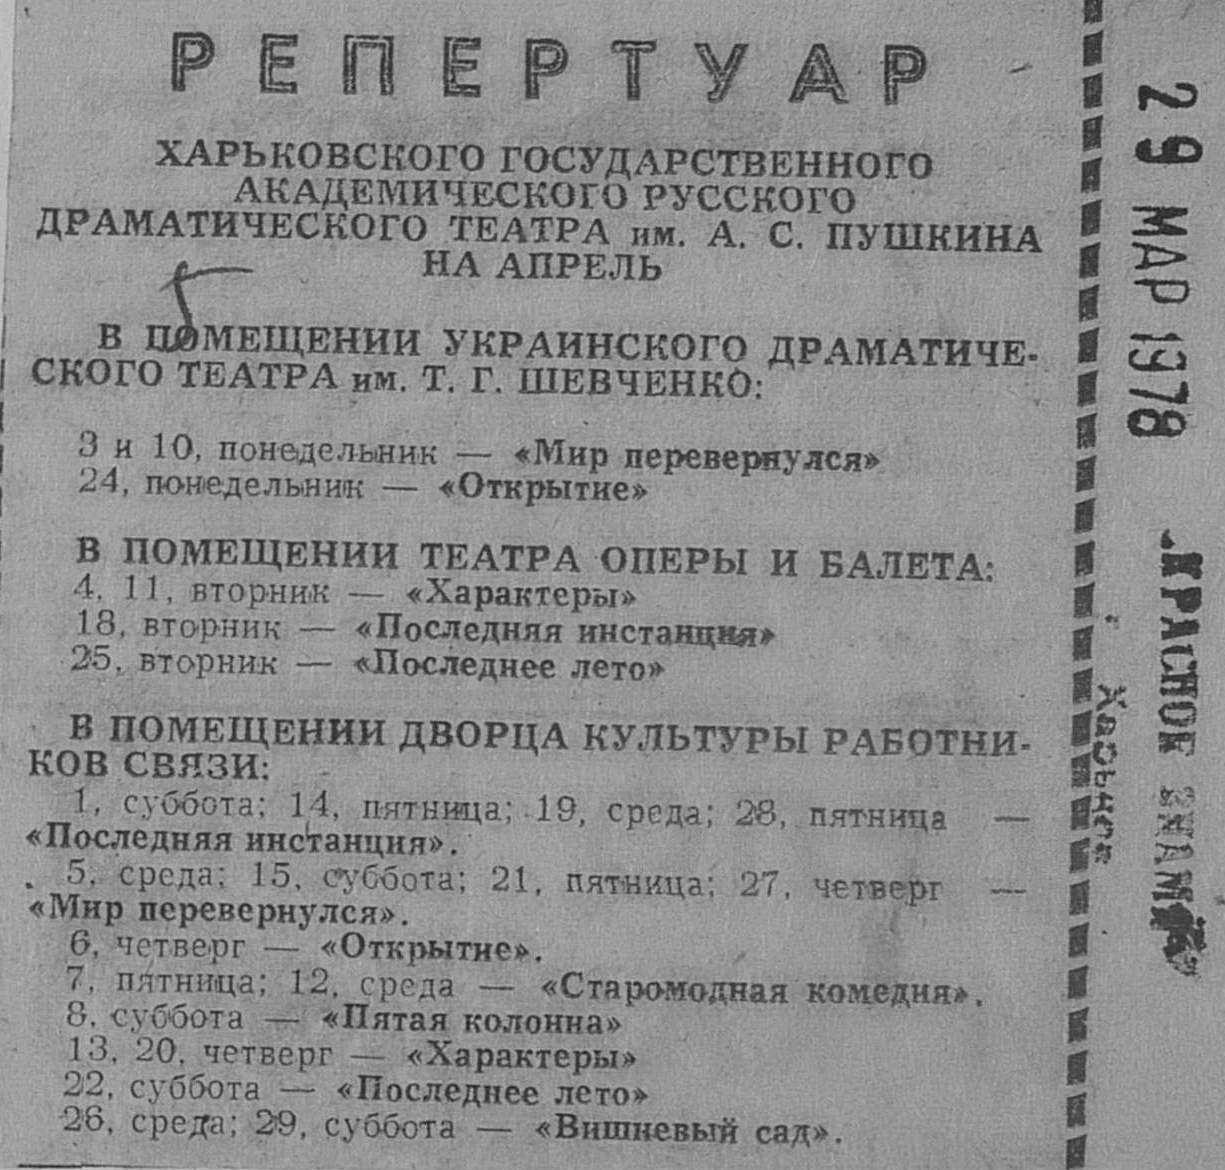 РЕПЕРТУАР
ХАРЬКОВСКОГО ГОСУДАРСТВЕННОГО
АКАДЕМИЧЕСКОГО РУССКОГО
ДРАМАТИЧЕСКОГО ТЕАТРА им. А. С. ПУШКИНА
НА АПРЕЛЬ
В ПОМЕЩЕНИИ УКРАИНСКОГО ДРАМАТИЧЕ-
СКОГО ТЕАТРА им. Т. Г. ШЕВЧЕНКО:
3 и 10, понедельник — «Мир перевернулся»
24, понедельник — «Открытие»
В ПОМЕЩЕНИИ ТЕАТРА ОПЕРЫ И БАЛЕТА:
4, 11, вторник — «Характеры»
18, вторник — «Последняя инстанция»
25, вторник — «Последнее лето»
В ПОМЕЩЕНИИ ДВОРЦА КУЛЬТУРЫ РАБОТНИ-
КОВ СВЯЗИ:
1, суббота; 14, пятница; 19, среда; 28, пятница —
«Последняя инстанция».
5, среда; 15, суббота; 21, пятница; 27, четверг —
«Мир перевернулся».
6, четверг — «Открытие».
7, пятница; 12, среда — «Старомодная комедия».
8, суббота — «Пятая колонна»
13, 20, четверг — «Характеры»
22, суббота — «Последнее лето»
26, среда; 29, суббота — «Вишневый сад».
29 МАР 1978
КРАСНОЕ
Харьков